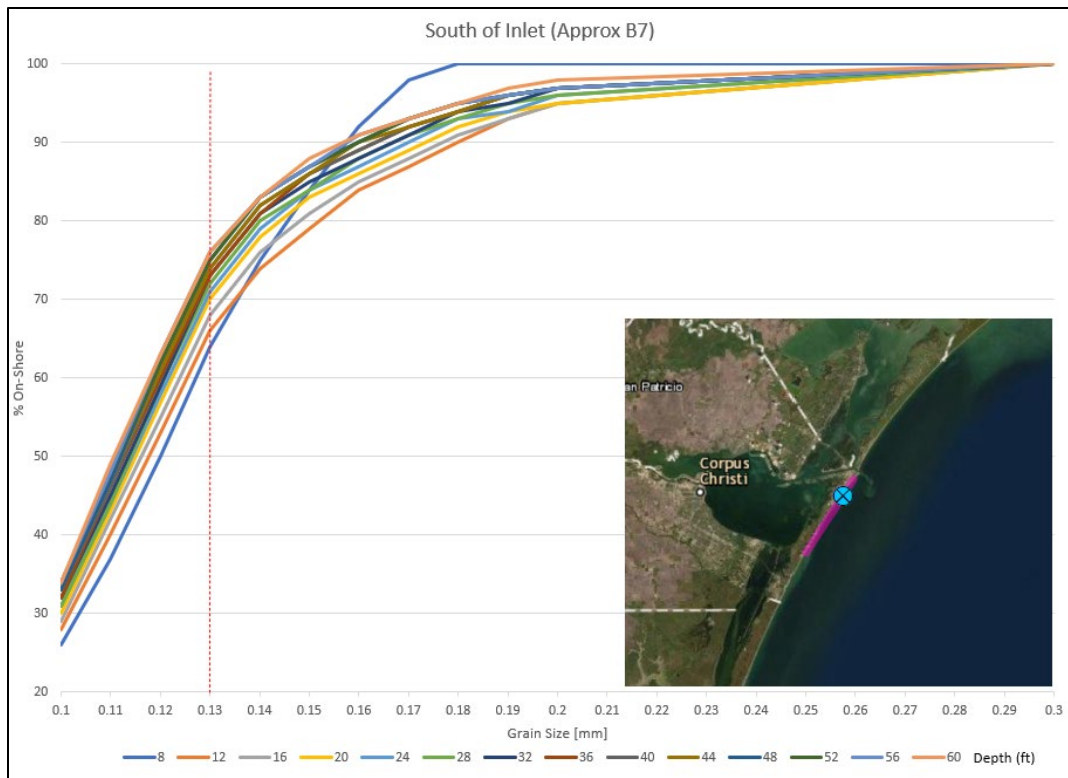 South of Inlet (Approx B7)
100
90
80
70
60
50
40
30
20
% On-Shore
0.1 0.11 0.12 0.13 0.14 0.15 0.16 0.17 0.18 0.19 0.2 0.21 0.22 0.23 0.24 0.25 0.26 0.27 0.28 0.29 0.3
Grain Size [mm]
8 12 16 20 24 28 32 36 40 44 48 52 56 60 Depth (ft)
an Patricio
Corpus
Christi